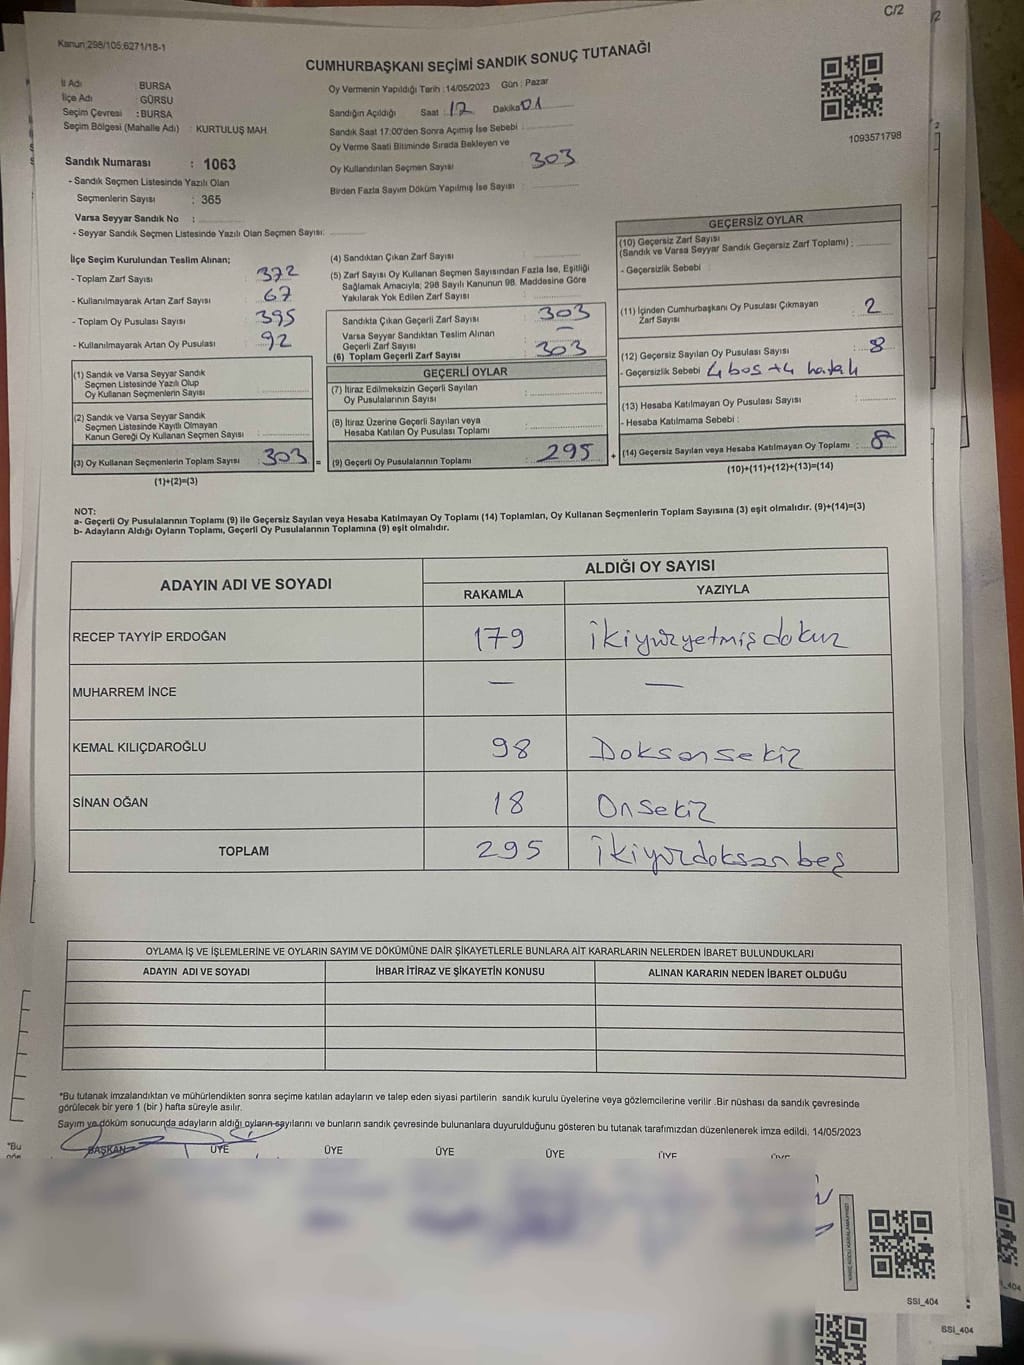 C/2
Kanun;298/105;6271/18-1
CUMHURBAŞKANI SEÇİMİ SANDIK SONUÇ TUTANAĞI
İl Adı : BURSA
İlçe Adı : GÜRSU
Seçim Çevresi : BURSA
Seçim Bölgesi (Mahalle Adı) : KURTULUŞ MAH
Sandık Numarası : 1063
- Sandık Seçmen Listesinde Yazılı Olan
Seçmenlerin Sayısı : 365
Varsa Seyyar Sandık No :
- Seyyar Sandık Seçmen Listesinde Yazılı Olan Seçmen Sayısı:
Oy Vermenin Yapıldığı Tarih :14/05/2023 Gün : Pazar
Sandığın Açıldığı Saat : 17 Dakika 01
Sandık Saat 17:00'den Sonra Açımış İse Sebebi :
Oy Verme Saati Bitiminde Sırada Bekleyen ve
Oy Kullandırılan Seçmen Sayısı : 303
Birden Fazla Sayım Döküm Yapılmış İse Sayısı :
1093571798
İlçe Seçim Kurulundan Teslim Alınan;
- Toplam Zarf Sayısı : 372
- Kullanılmayarak Artan Zarf Sayısı : 67
- Toplam Oy Pusulası Sayısı : 395
- Kullanılmayarak Artan Oy Pusulası : 92
(1) Sandık ve Varsa Seyyar Sandık
Seçmen Listesinde Yazılı Olup
Oy Kullanan Seçmenlerin Sayısı :
(2) Sandık ve Varsa Seyyar Sandık
Seçmen Listesinde Kayıtlı Olmayan
Kanun Gereği Oy Kullanan Seçmen Sayısı :
(3) Oy Kullanan Seçmenlerin Toplam Sayısı : 303 =
(1)+(2)=(3)
(4) Sandıktan Çıkan Zarf Sayısı :
(5) Zarf Sayısı Oy Kullanan Seçmen Sayısından Fazla İse, Eşitliği
Sağlamak Amacıyla; 298 Sayılı Kanunun 98. Maddesine Göre
Yakılarak Yok Edilen Zarf Sayısı :
Sandıkta Çıkan Geçerli Zarf Sayısı : 303
Varsa Seyyar Sandıktan Teslim Alınan
Geçerli Zarf Sayısı : —
(6) Toplam Geçerli Zarf Sayısı : 303
GEÇERLİ OYLAR
(7) İtiraz Edilmeksizin Geçerli Sayılan
Oy Pusulalarının Sayısı :
(8) İtiraz Üzerine Geçerli Sayılan veya
Hesaba Katılan Oy Pusulası Toplamı :
(9) Geçerli Oy Pusulalarının Toplamı : 295 +
GEÇERSİZ OYLAR
(10) Geçersiz Zarf Sayısı
(Sandık ve Varsa Seyyar Sandık Geçersiz Zarf Toplamı) :
- Geçersizlik Sebebi :
(11) İçinden Cumhurbaşkanı Oy Pusulası Çıkmayan
Zarf Sayısı : 2
(12) Geçersiz Sayılan Oy Pusulası Sayısı : 8
- Geçersizlik Sebebi : 4 boş + 4 hatalı
(13) Hesaba Katılmayan Oy Pusulası Sayısı :
- Hesaba Katılmama Sebebi :
(14) Geçersiz Sayılan veya Hesaba Katılmayan Oy Toplamı : 8
(10)+(11)+(12)+(13)=(14)
NOT:
a- Geçerli Oy Pusulalarının Toplamı (9) ile Geçersiz Sayılan veya Hesaba Katılmayan Oy Toplamı (14) Toplamları, Oy Kullanan Seçmenlerin Toplam Sayısına (3) eşit olmalıdır. (9)+(14)=(3)
b- Adayların Aldığı Oyların Toplamı, Geçerli Oy Pusulalarının Toplamına (9) eşit olmalıdır.
ADAYIN ADI VE SOYADI ALDIĞI OY SAYISI
RAKAMLA YAZIYLA
RECEP TAYYİP ERDOĞAN 179 ikiyüzyetmiş dokuz
MUHARREM İNCE — —
KEMAL KILIÇDAROĞLU 98 Doksansekiz
SİNAN OĞAN 18 Onsekiz
TOPLAM 295 ikiyüzdoksan beş
OYLAMA İŞ VE İŞLEMLERİNE VE OYLARIN SAYIM VE DÖKÜMÜNE DAİR ŞİKAYETLERLE BUNLARA AİT KARARLARIN NELERDEN İBARET BULUNDUKLARI
ADAYIN ADI VE SOYADI İHBAR İTİRAZ VE ŞİKAYETİN KONUSU ALINAN KARARIN NEDEN İBARET OLDUĞU
*Bu tutanak imzalandıktan ve mühürlendikten sonra seçime katılan adayların ve talep eden siyasi partilerin sandık kurulu üyelerine veya gözlemcilerine verilir .Bir nüshası da sandık çevresinde
görülecek bir yere 1 (bir ) hafta süreyle asılır.
Sayım ve döküm sonucunda adayların aldığı oyların sayılarını ve bunların sandık çevresinde bulunanlara duyurulduğunu gösteren bu tutanak tarafımızdan düzenlenerek imza edildi. 14/05/2023
BAŞKAN ÜYE ÜYE ÜYE ÜYE ÜYE ÜYE
*Bu
SSI_404
SSI_404